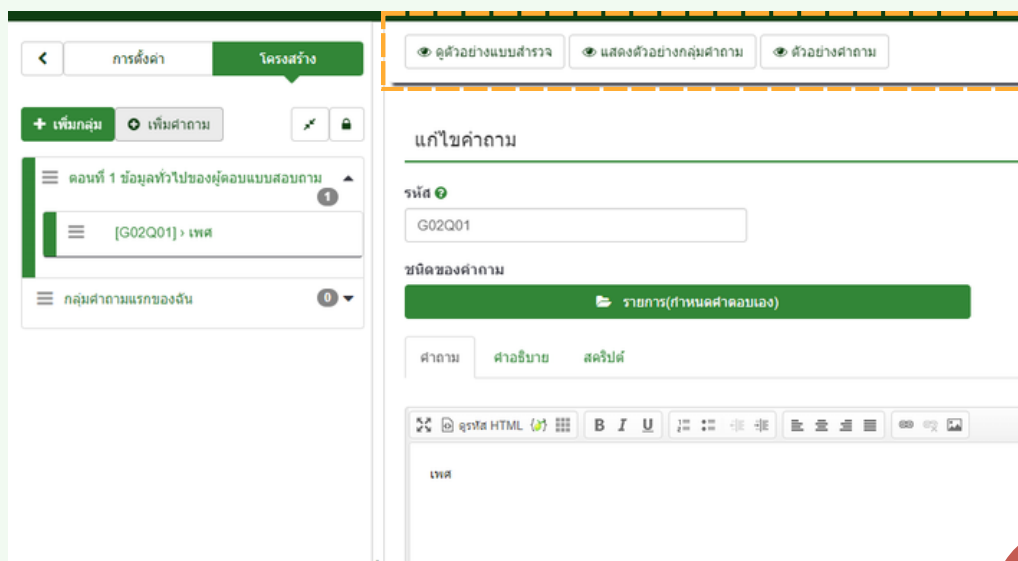 การตั้งค่า
โครงสร้าง
เพิ่มกลุ่ม
เพิ่มคำถาม
ตอนที่ 1 ข้อมูลทั่วไปของผู้ตอบแบบสอบถาม
1
[G02Q01] › เพศ
กลุ่มคำถามแรกของฉัน
0
ดูตัวอย่างแบบสำรวจ
แสดงตัวอย่างกลุ่มคำถาม
ตัวอย่างคำถาม
แก้ไขคำถาม
รหัส
G02Q01
ชนิดของคำถาม
รายการ(กำหนดคำตอบเอง)
คำถาม
คำอธิบาย
สคริปต์
ดูรหัส HTML
B I U
เพศ